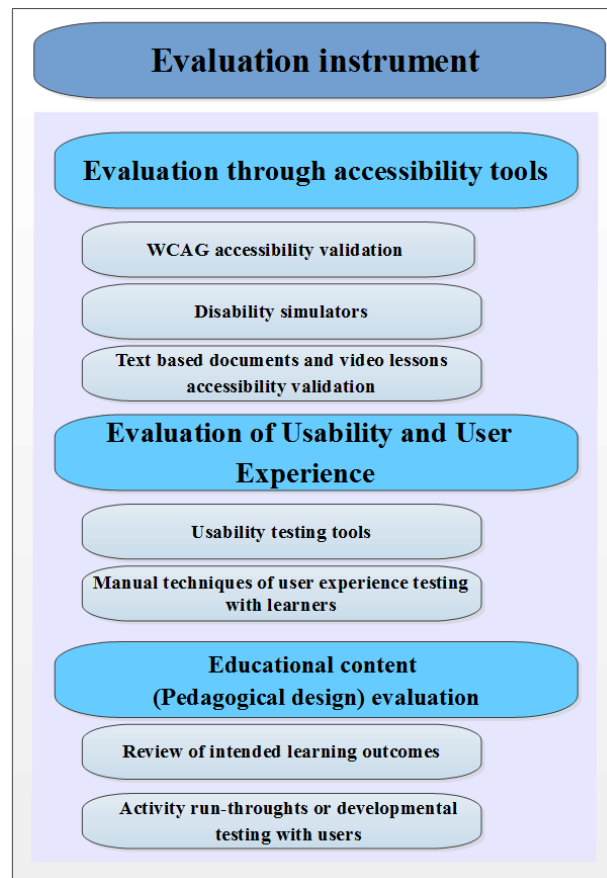 Evaluation instrument
Evaluation through accessibility tools
WCAG accessibility validation
Disability simulators
Text based documents and video lessons
accessibility validation
Evaluation of Usability and User
Experience
Usability testing tools
Manual techniques of user experience testing
with learners
Educational content
(Pedagogical design) evaluation
Review of intended learning outcomes
Activity run-throughts or developmental
testing with users